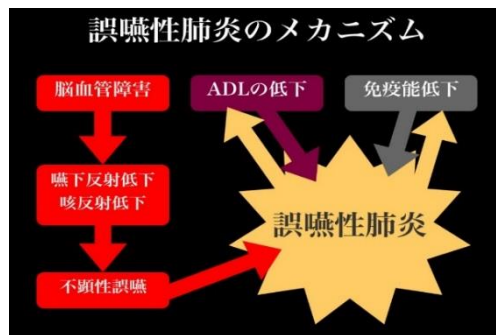 誤嚥性肺炎のメカニズム
脳血管障害
ADLの低下
免疫能低下
嚥下反射低下
咳反射低下
誤嚥性肺炎
不顕性誤嚥